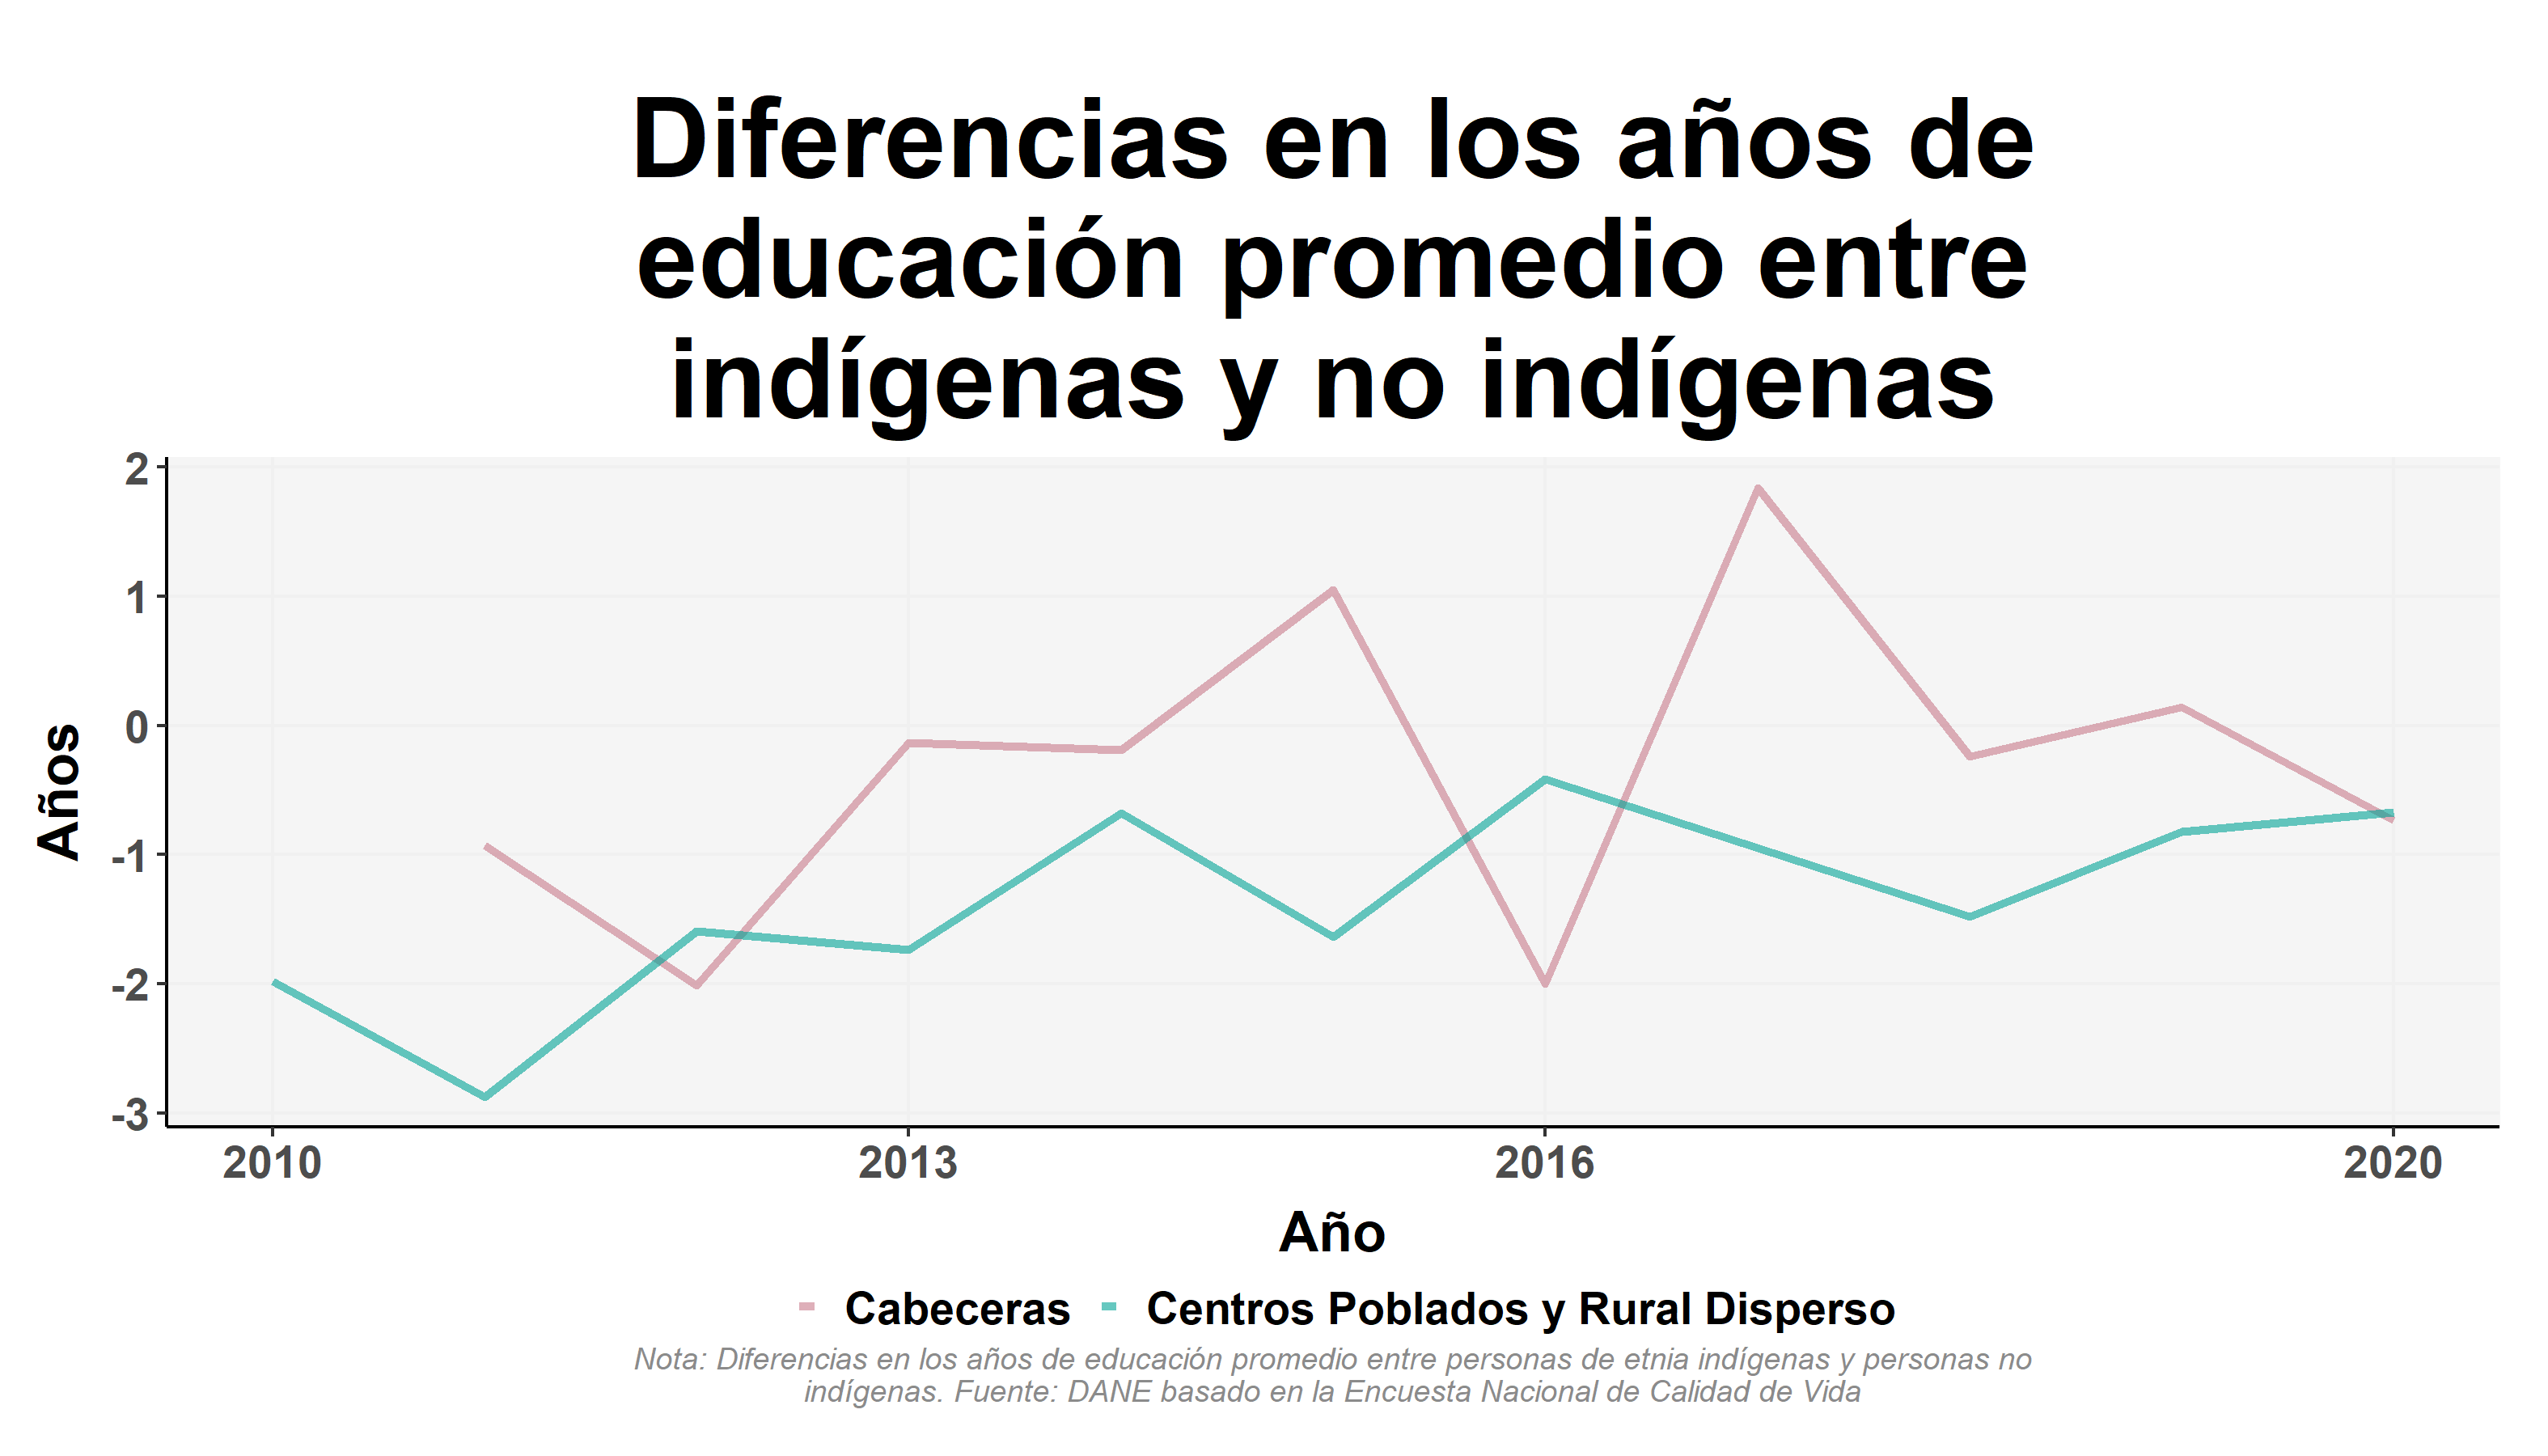 Diferencias en los años de
educación promedio entre
indígenas y no indígenas
2
1
0
-1
-2
-3
Años
2010 2013 2016 2020
Año
Cabeceras Centros Poblados y Rural Disperso
Nota: Diferencias en los años de educación promedio entre personas de etnia indígenas y personas no
indígenas. Fuente: DANE basado en la Encuesta Nacional de Calidad de Vida